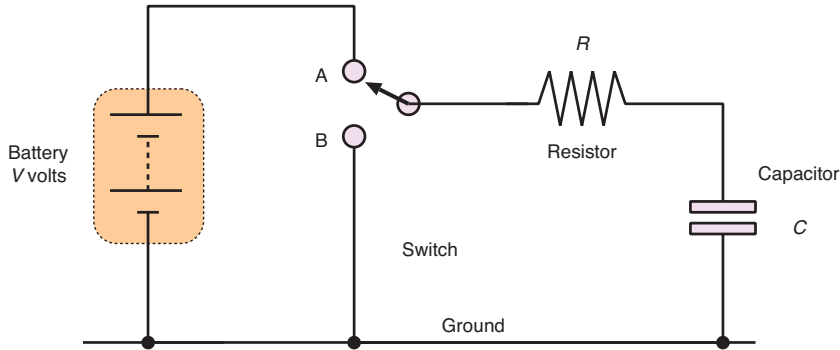 R
A
B
Battery
V volts
Resistor
Capacitor
C
Switch
Ground